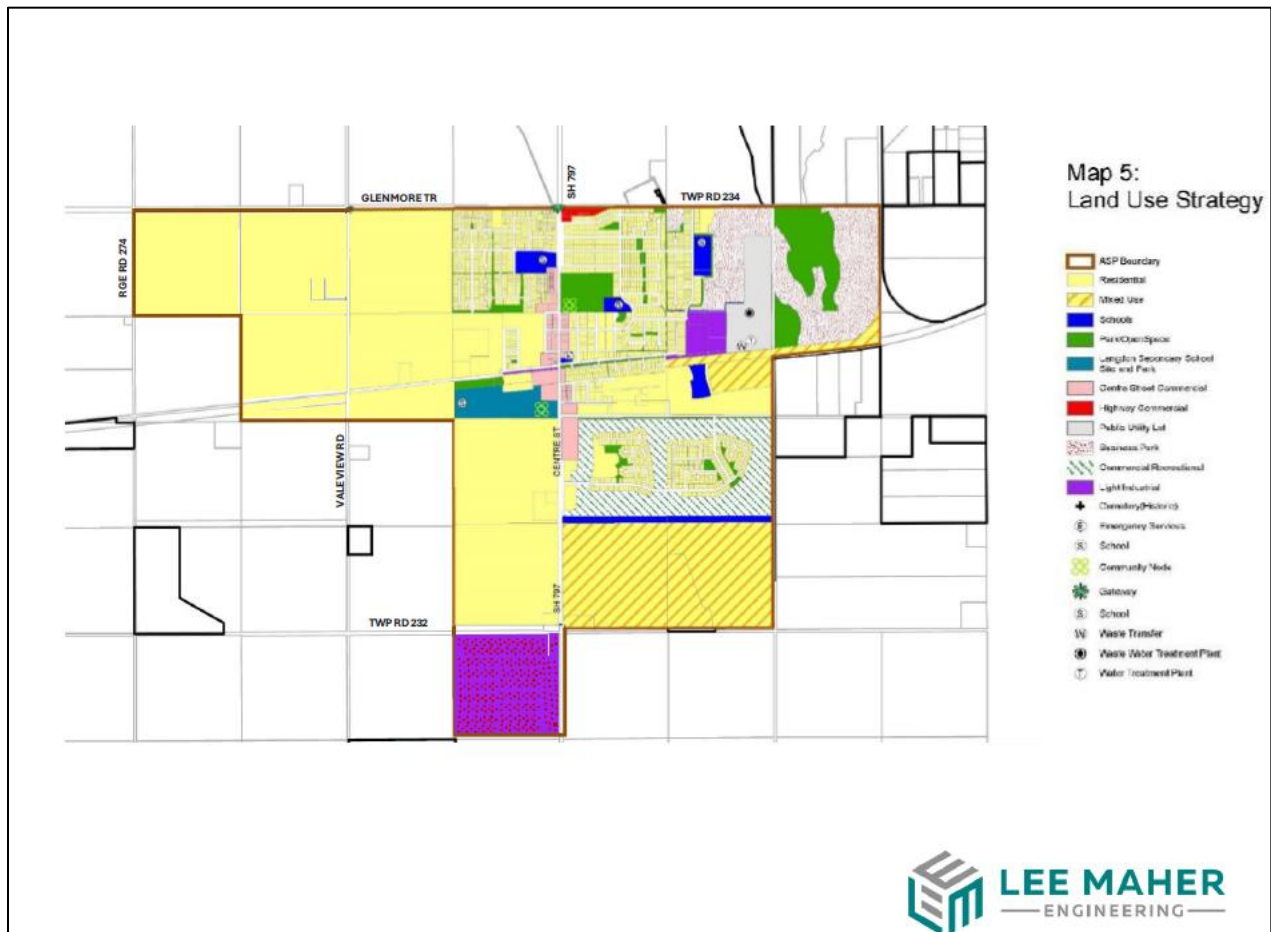 GLENMORE TR
SH 797
TWP RD 234
RGE RD 274
VALEVIEW RD
CENTRE ST
SH 797
TWP RD 232
Map 5:
Land Use Strategy
ASP Boundary
Residential
Mixed Use
Schools
Park/Open Space
Langdon Secondary School
Site and Park
Centre Street Commercial
Highway Commercial
Public Utility Lot
Business Park
Commercial Recreational
Light Industrial
Cemetery(Historic)
Emergency Services
School
Community Node
Gateway
School
Waste Transfer
Waste Water Treatment Plant
Water Treatment Plant
LEE MAHER
ENGINEERING